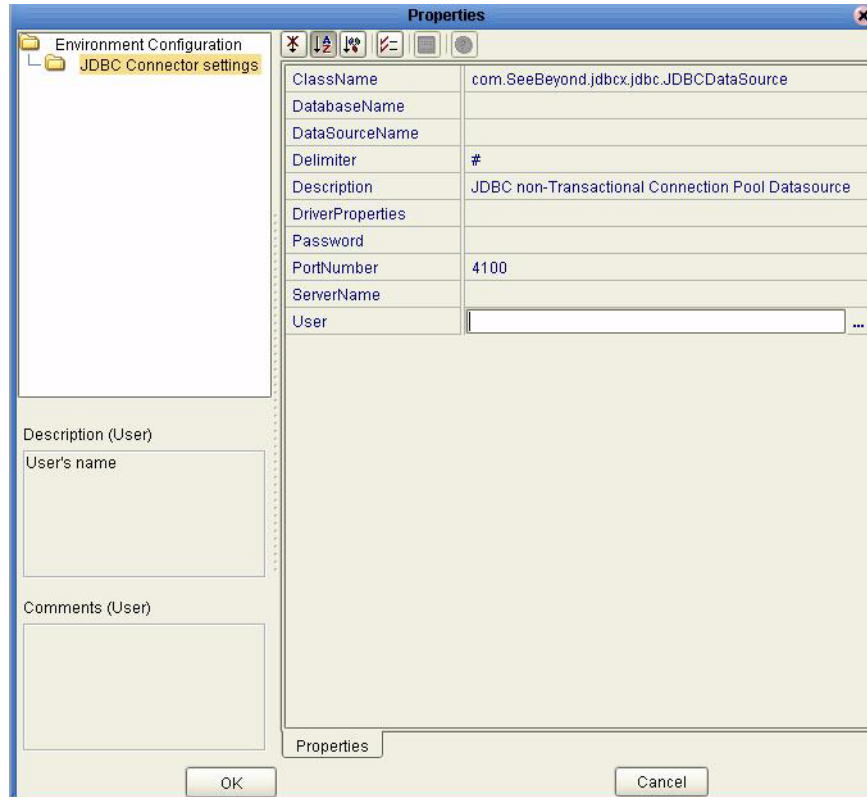 Properties
Environment Configuration
JDBC Connector settings
ClassName com.SeeBeyond.jdbcx.jdbc.JDBCDataSource
DatabaseName
DataSourceName
Delimiter #
Description JDBC non-Transactional Connection Pool Datasource
DriverProperties
Password
PortNumber 4100
ServerName
User ...
Description (User)
User's name
Comments (User)
Properties
OK Cancel